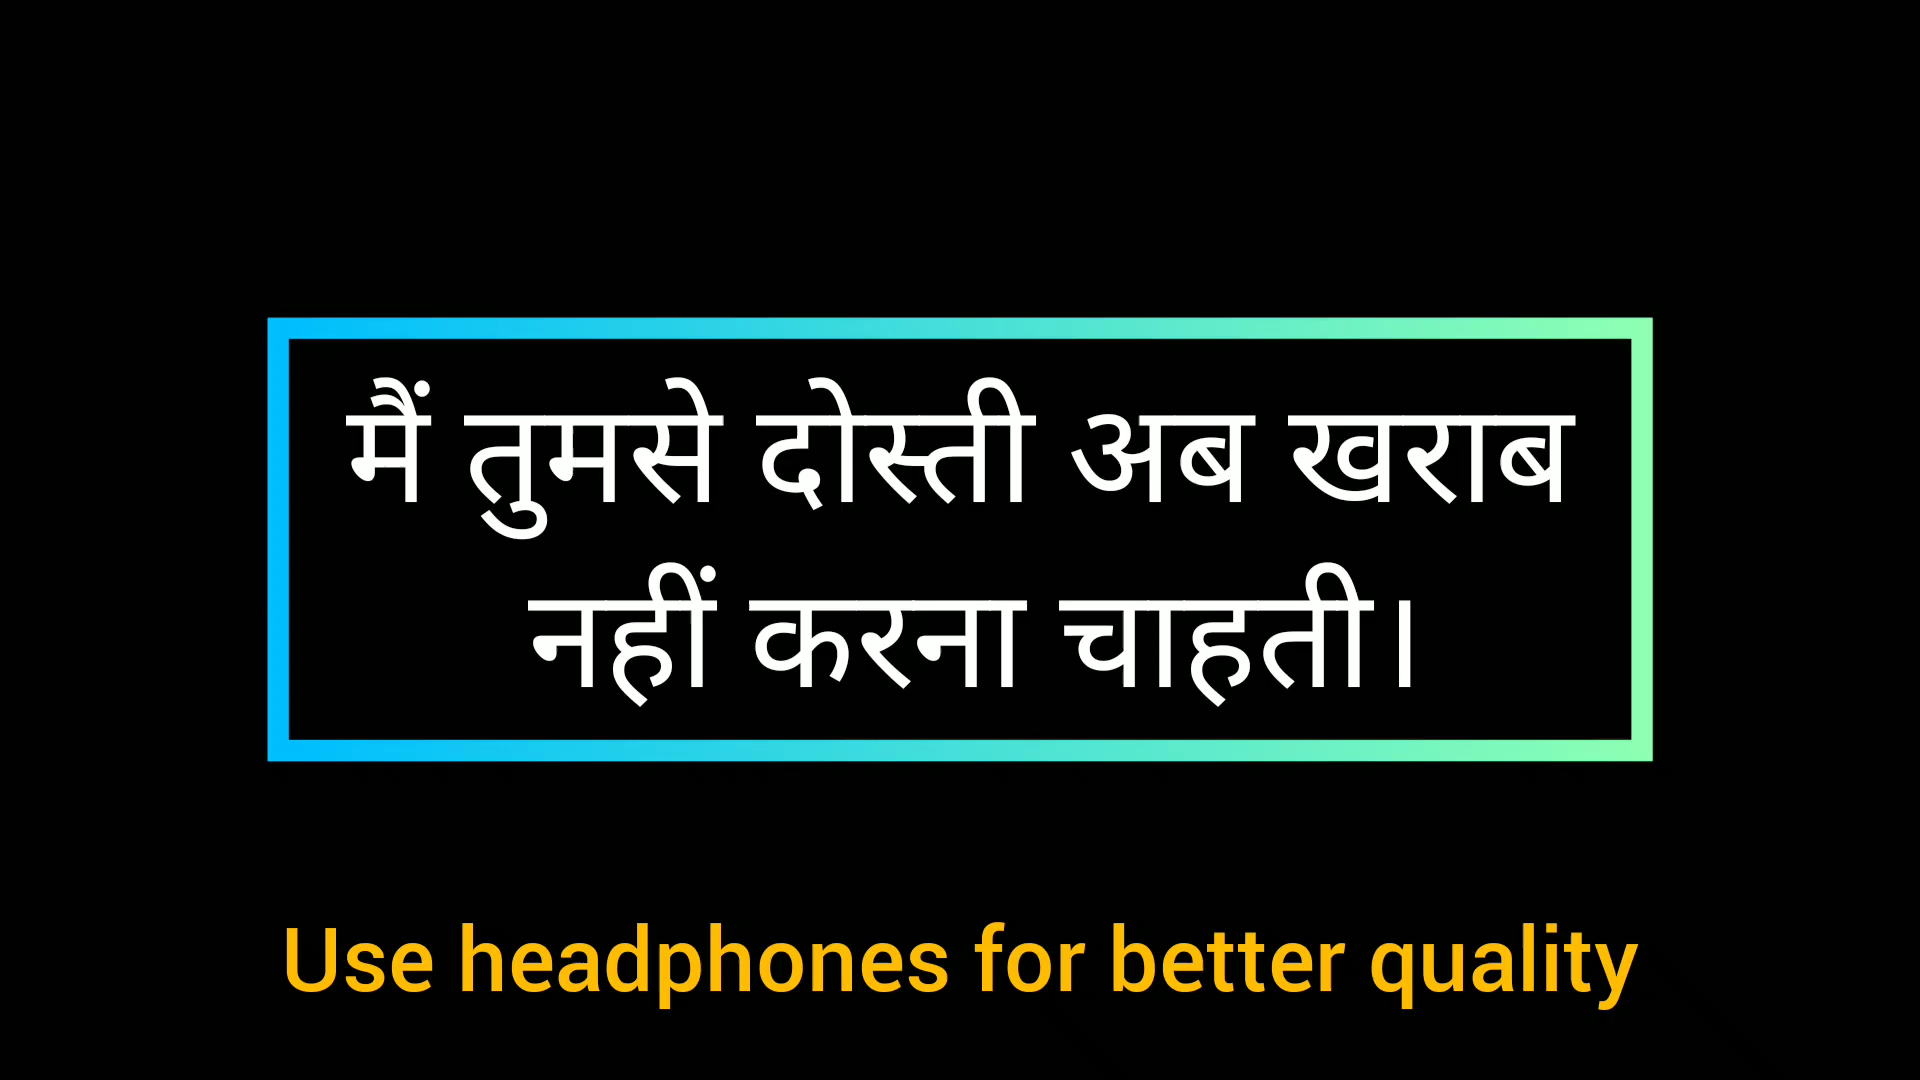 मैं तुमसे दोस्ती अब खराब
नहीं करना चाहती।
Use headphones for better quality